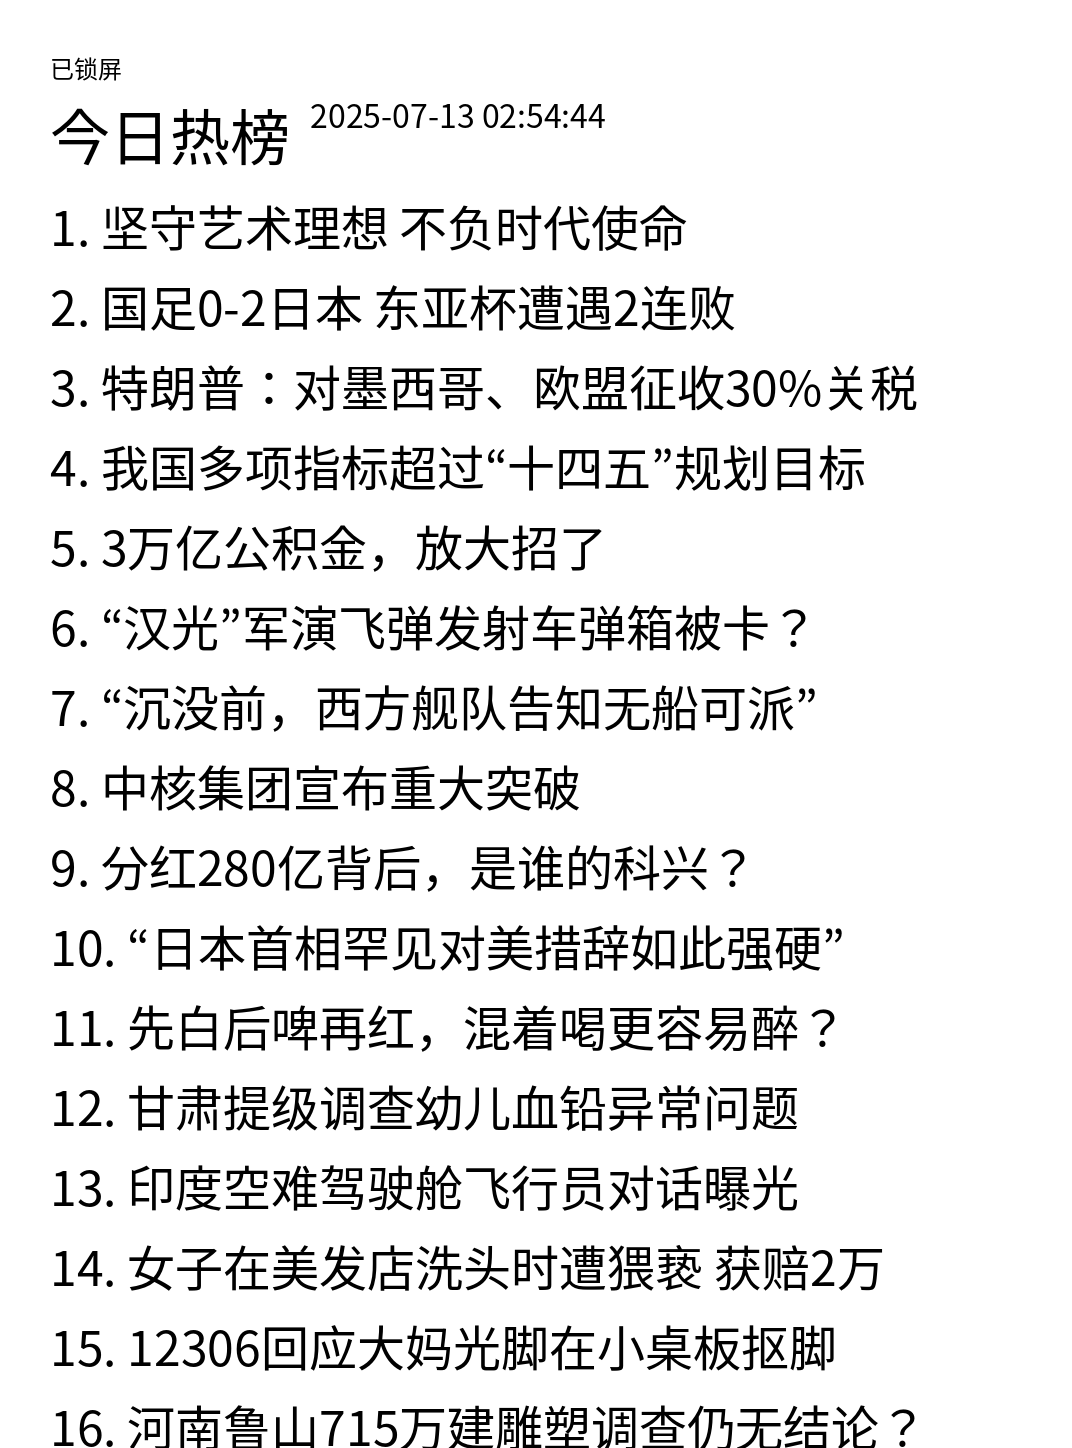 已锁屏
今日热榜 2025-07-13 02:54:44
1. 坚守艺术理想 不负时代使命
2. 国足0-2日本 东亚杯遭遇2连败
3. 特朗普：对墨西哥、欧盟征收30%关税
4. 我国多项指标超过“十四五”规划目标
5. 3万亿公积金，放大招了
6. “汉光”军演飞弹发射车弹箱被卡？
7. “沉没前，西方舰队告知无船可派”
8. 中核集团宣布重大突破
9. 分红280亿背后，是谁的科兴？
10. “日本首相罕见对美措辞如此强硬”
11. 先白后啤再红，混着喝更容易醉？
12. 甘肃提级调查幼儿血铅异常问题
13. 印度空难驾驶舱飞行员对话曝光
14. 女子在美发店洗头时遭猥亵 获赔2万
15. 12306回应大妈光脚在小桌板抠脚
16. 河南鲁山715万建雕塑调查仍无结论？